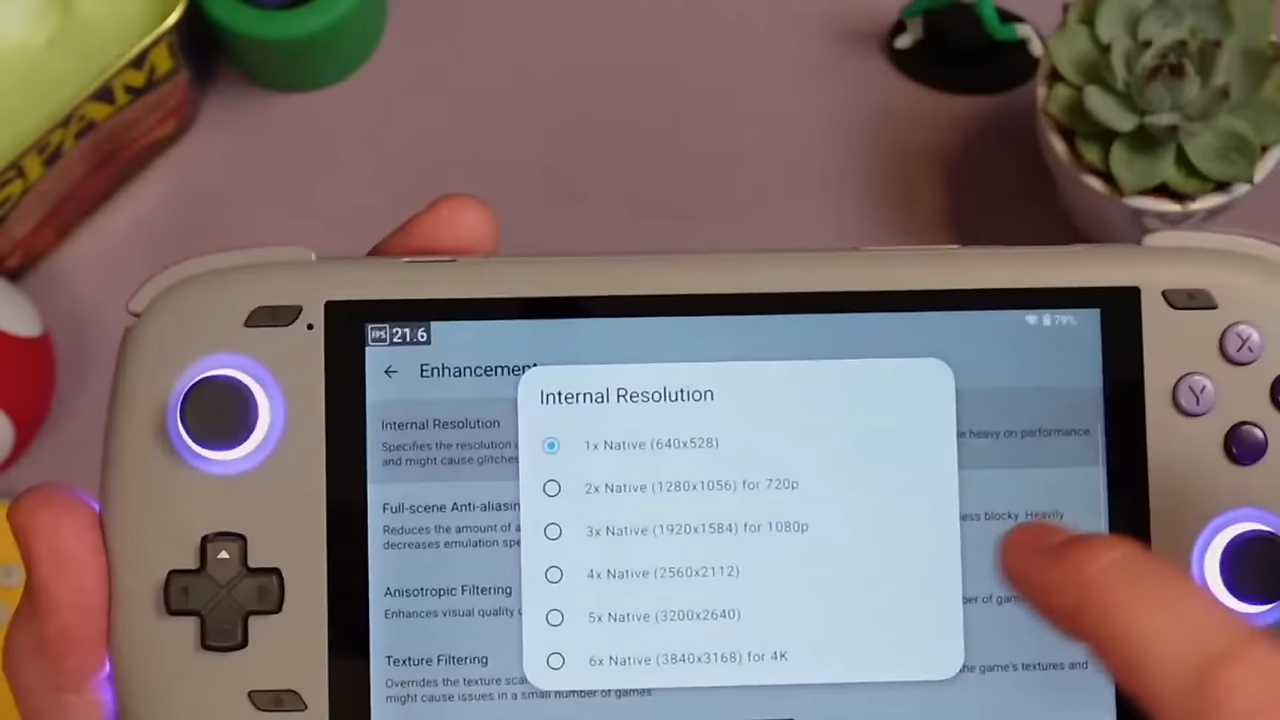 SPAM
FPS 21.6
79%
← Enhancement
Internal Resolution
Internal Resolution
Specifies the resolution
e heavy on performance
and might cause glitches
1x Native (640x528)
2x Native (1280x1056) for 720p
Full-scene Anti-aliasin
Reduces the amount of a
less blocky. Heavily
decreases emulation spe
3x Native (1920x1584) for 1080p
4x Native (2560x2112)
Anisotropic Filtering
Enhances visual quality
ber of gam
5x Native (3200x2640)
6x Native (3840x3168) for 4K
Texture Filtering
Overrides the texture sca
he game's textures and
might cause issues in a small number of games
X
Y